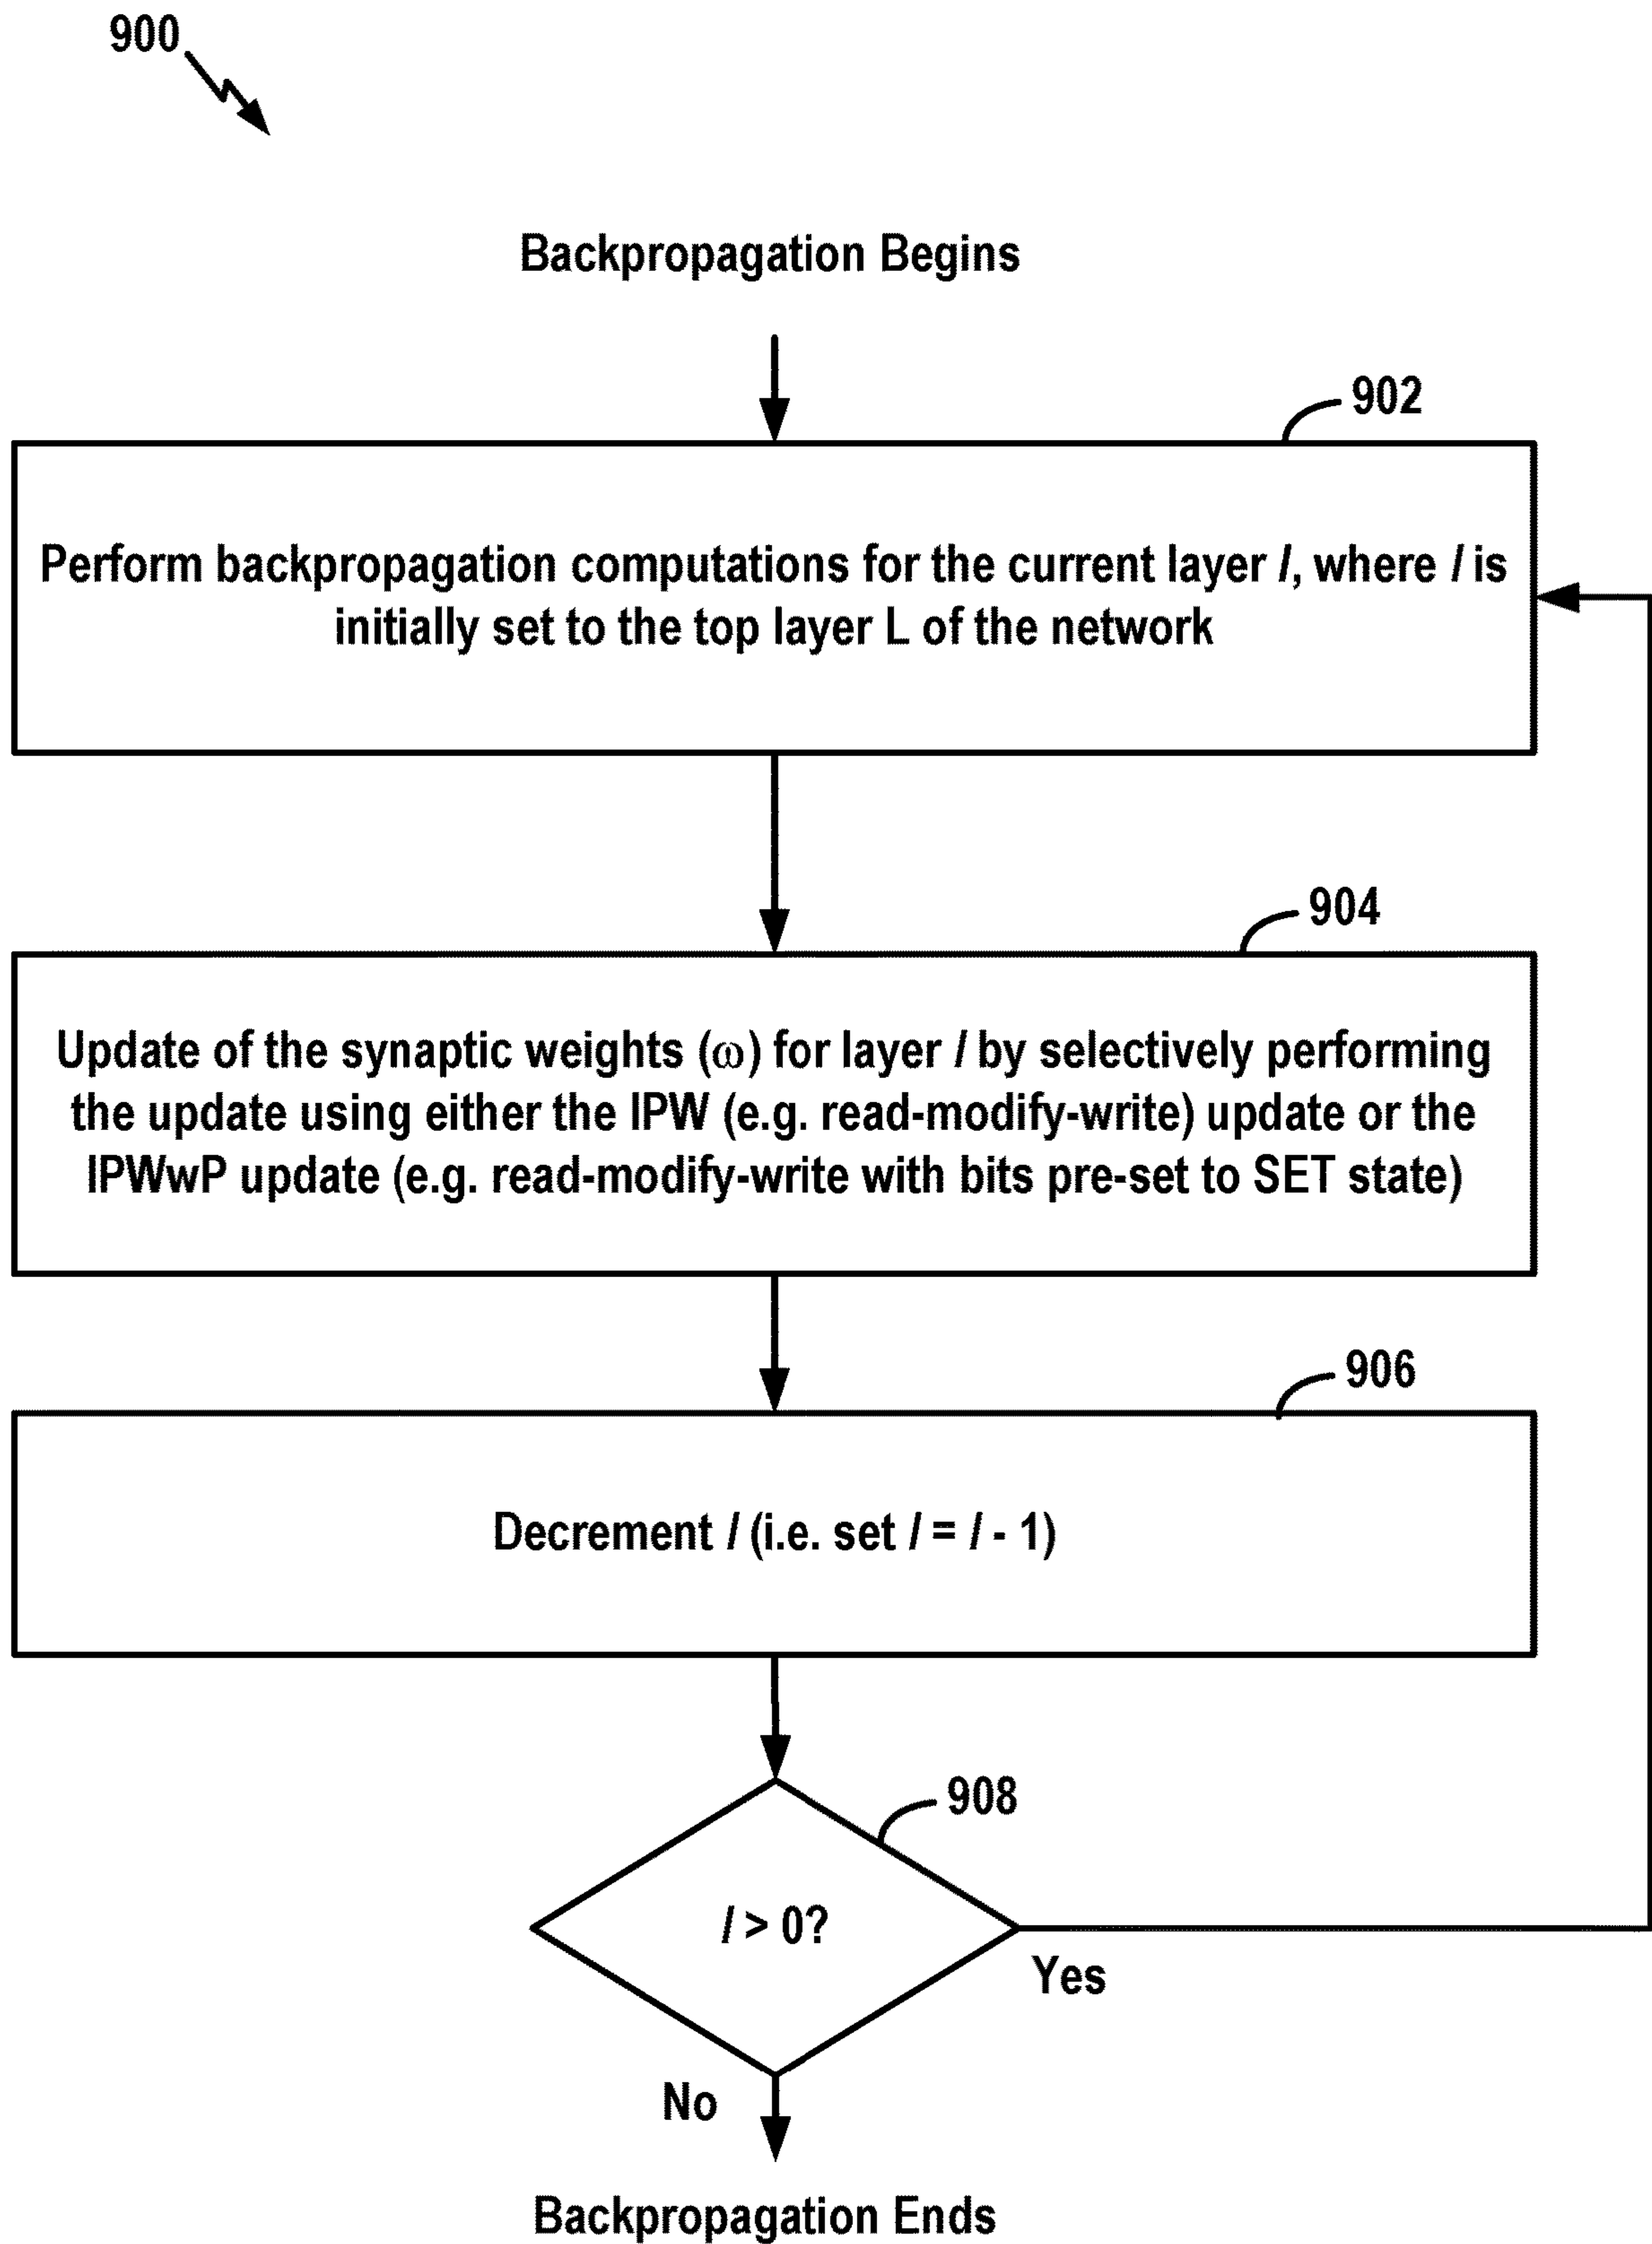 900
Backpropagation Begins
902
Perform backpropagation computations for the current layer l, where l is
initially set to the top layer L of the network
904
Update of the synaptic weights (ω) for layer l by selectively performing
the update using either the IPW (e.g. read-modify-write) update or the
IPWwP update (e.g. read-modify-write with bits pre-set to SET state)
906
Decrement l (i.e. set l = l - 1)
908
l > 0?
Yes
No
Backpropagation Ends